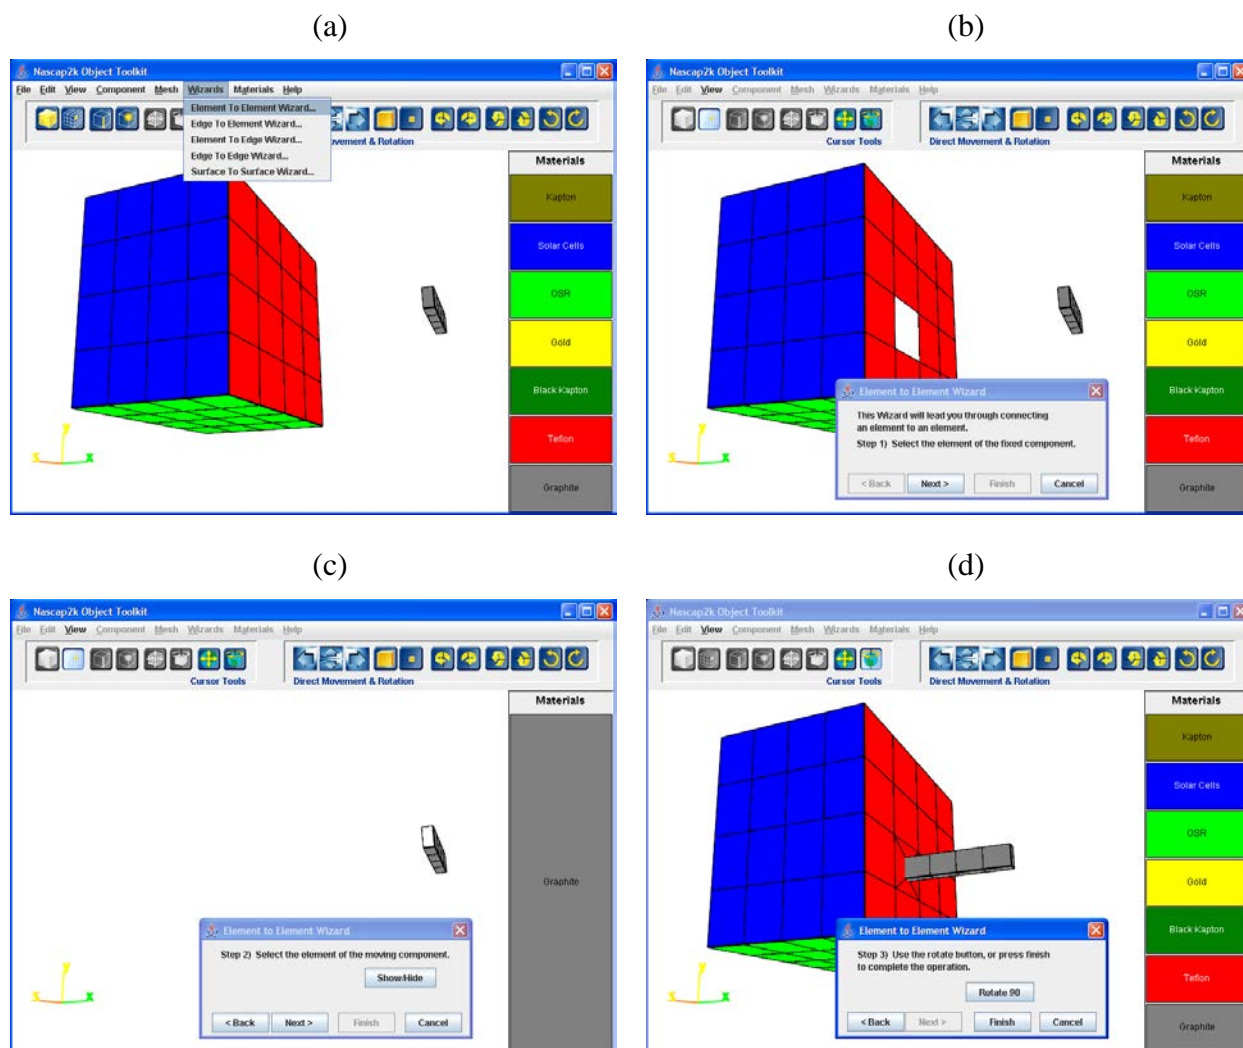 (a)
(b)
Nascap2k Object Toolkit
File Edit View Component Mesh Wizards Materials Help
Element To Element Wizard...
Edge To Element Wizard...
Element To Edge Wizard...
Edge To Edge Wizard...
Surface To Surface Wizard...
Movement & Rotation
Materials
Kapton
Solar Cells
OSR
Gold
Black Kapton
Teflon
Graphite
Nascap2k Object Toolkit
File Edit View Component Mesh Wizards Materials Help
Cursor Tools
Direct Movement & Rotation
Materials
Kapton
Solar Cells
OSR
Gold
Black Kapton
Teflon
Graphite
Element to Element Wizard
This Wizard will lead you through connecting
an element to an element.
Step 1) Select the element of the fixed component.
< Back Next > Finish Cancel
(c)
(d)
Nascap2k Object Toolkit
File Edit View Component Mesh Wizards Materials Help
Cursor Tools
Direct Movement & Rotation
Materials
Graphite
Element to Element Wizard
Step 2) Select the element of the moving component.
Show/Hide
< Back Next > Finish Cancel
Nascap2k Object Toolkit
File Edit View Component Mesh Wizards Materials Help
Cursor Tools
Direct Movement & Rotation
Materials
Kapton
Solar Cells
OSR
Gold
Black Kapton
Teflon
Graphite
Element to Element Wizard
Step 3) Use the rotate button, or press finish
to complete the operation.
Rotate 90
< Back Next > Finish Cancel